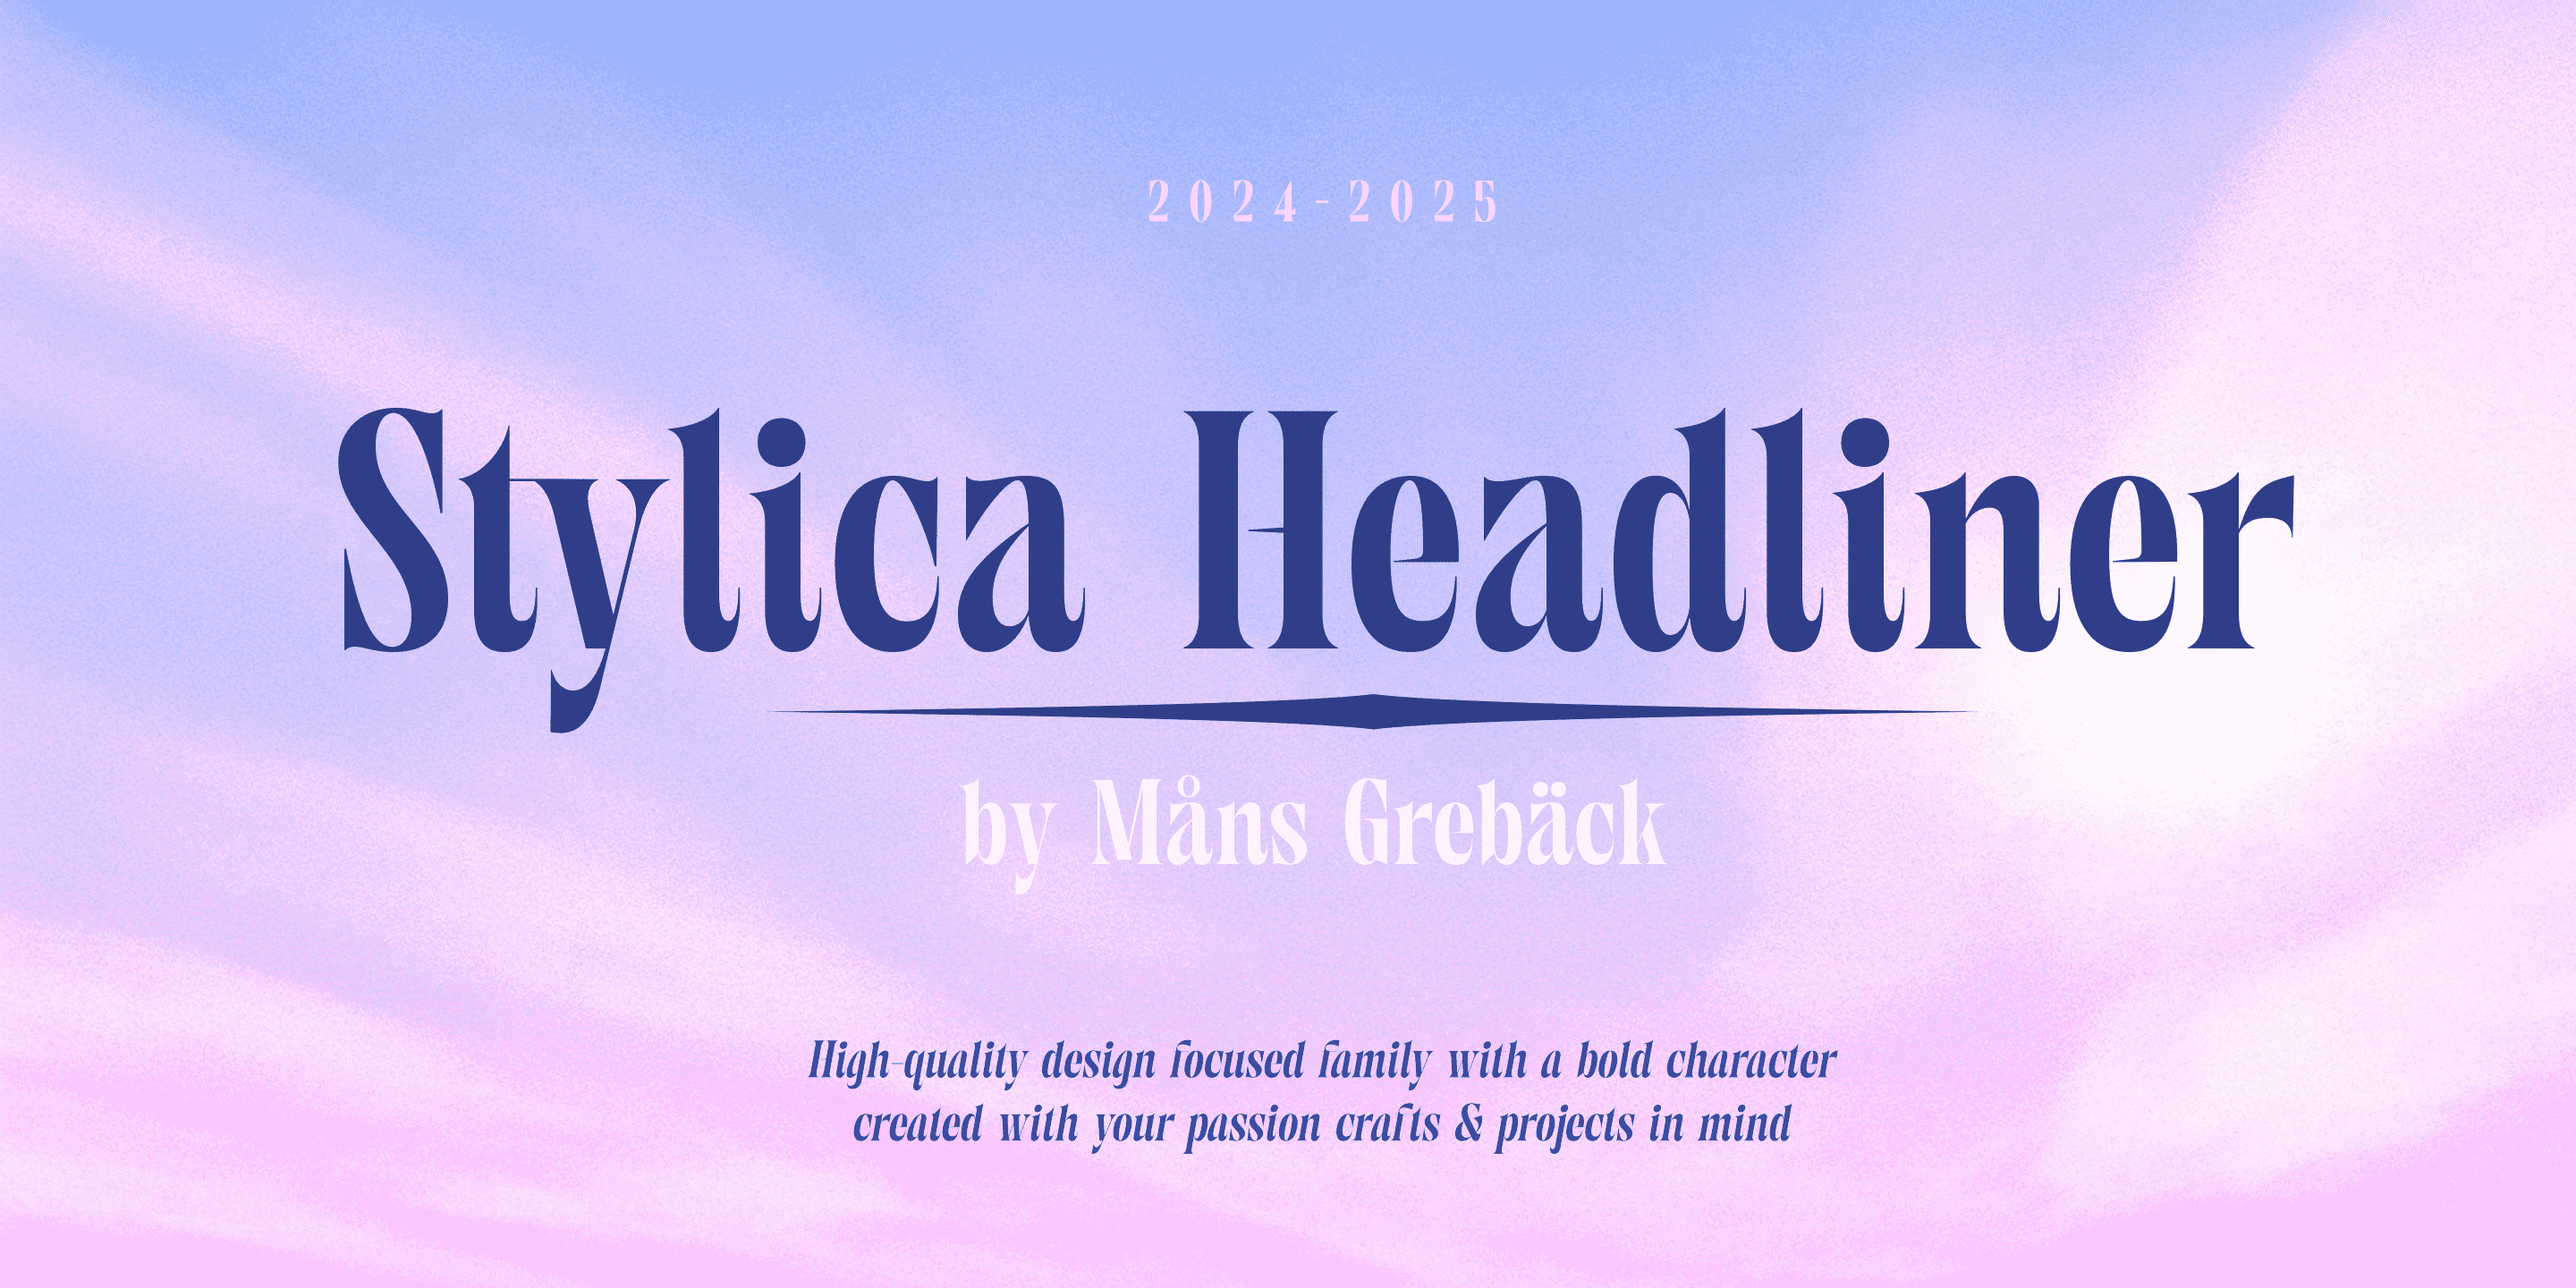 2024-2025
Stylica Headliner
by Måns Grebäck
High-quality design focused family with a bold character
created with your passion crafts & projects in mind